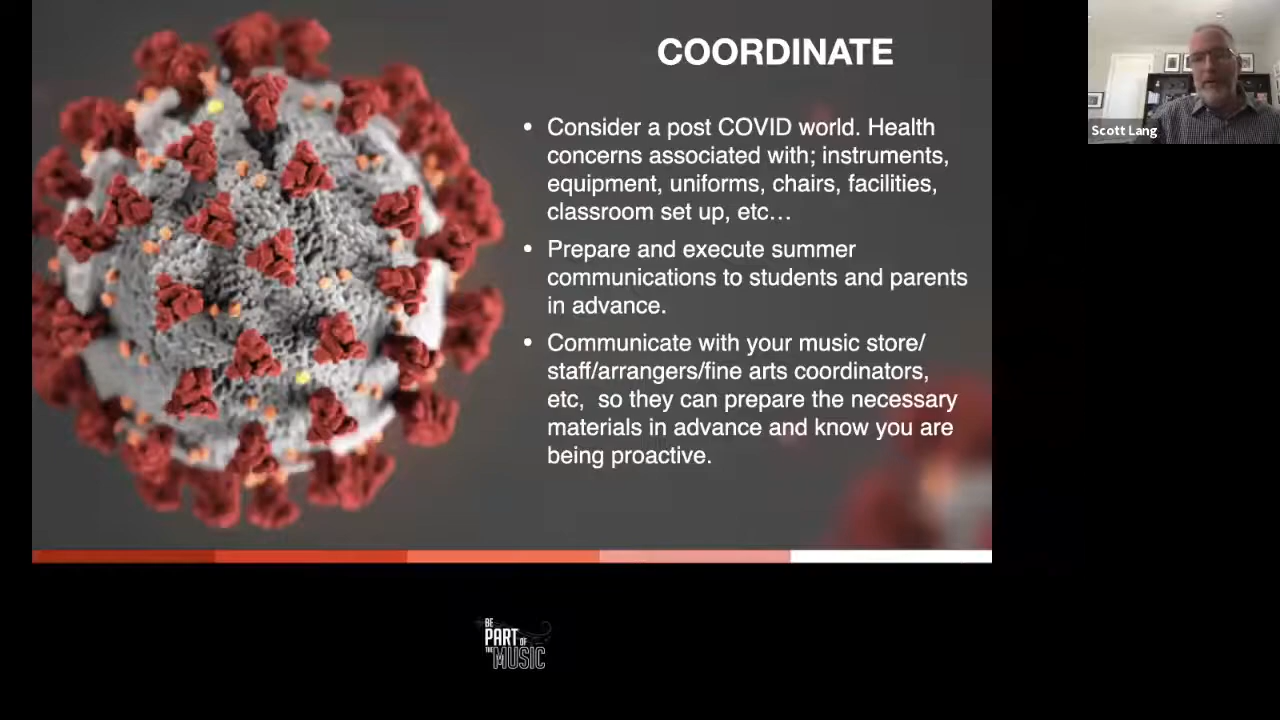 COORDINATE
• Consider a post COVID world. Health
concerns associated with; instruments,
equipment, uniforms, chairs, facilities,
classroom set up, etc…
• Prepare and execute summer
communications to students and parents
in advance.
• Communicate with your music store/
staff/arrangers/fine arts coordinators,
etc,  so they can prepare the necessary
materials in advance and know you are
being proactive.
Scott Lang
BE
PART OF
THE MUSIC